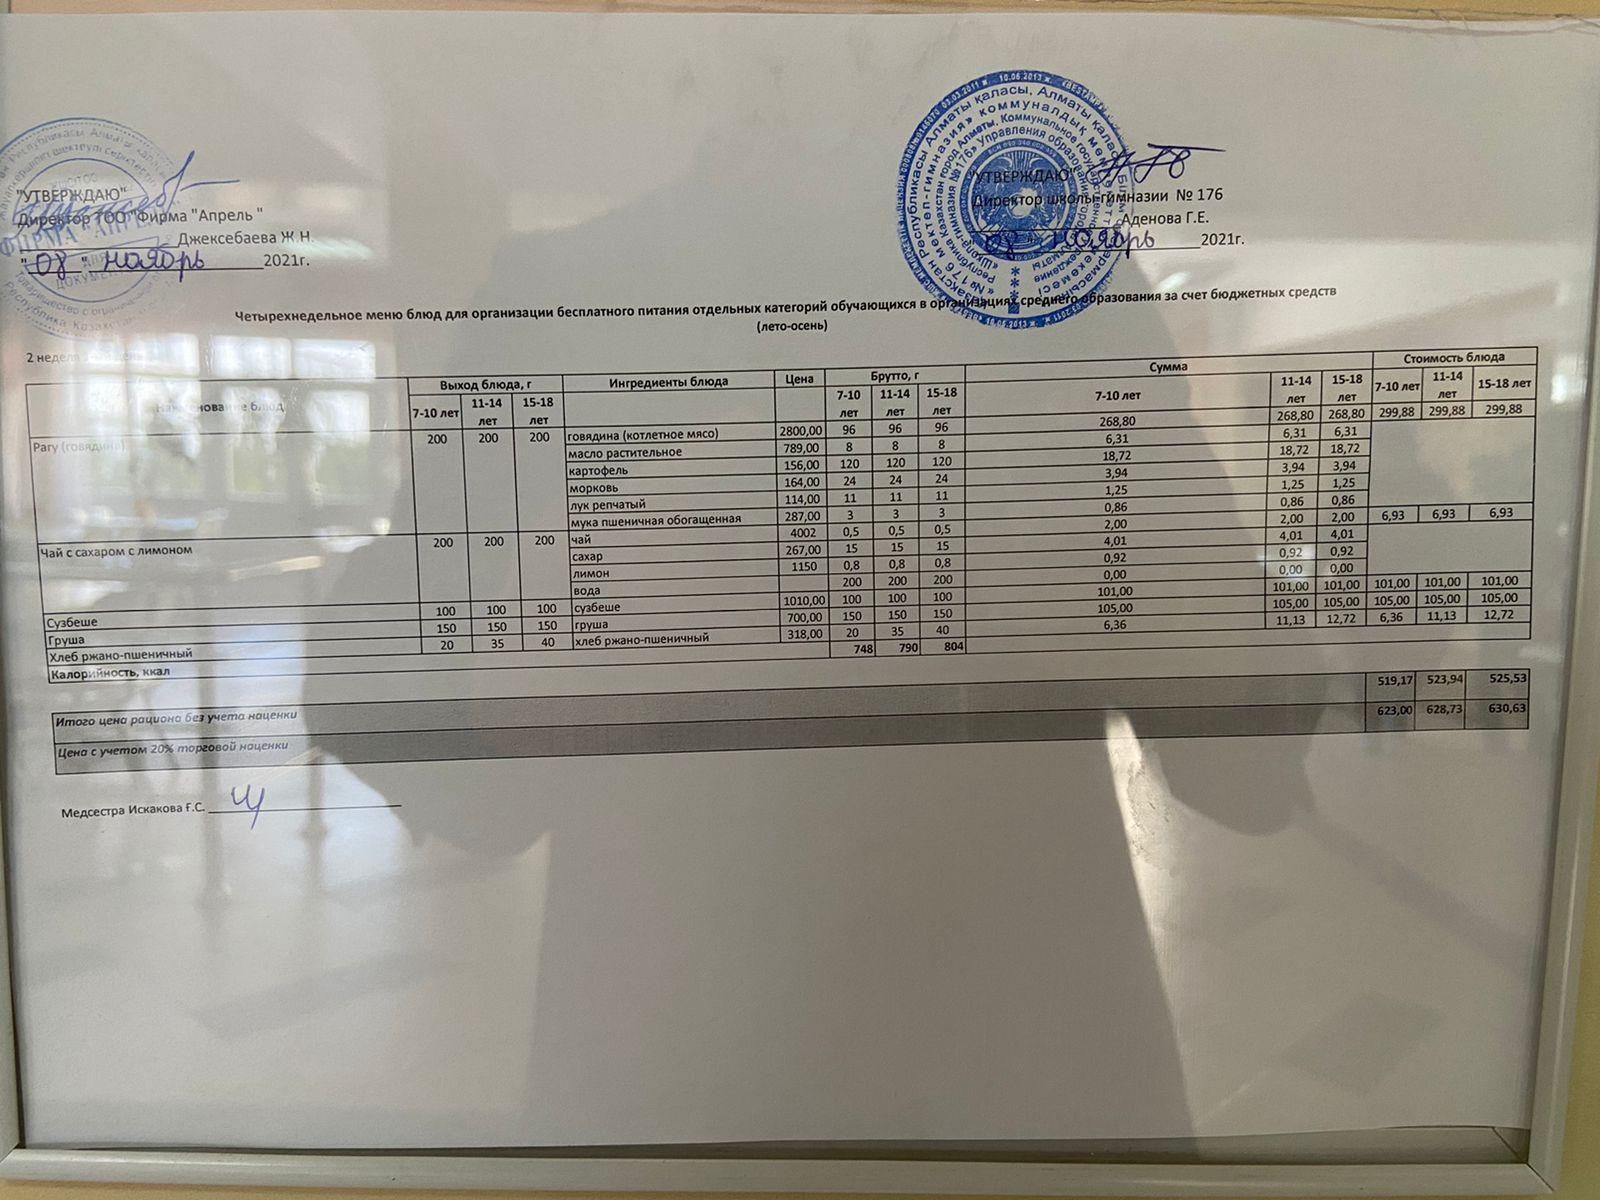 "УТВЕРЖДАЮ"
Директор ТОО "Фирма "Апрель "
Джексебаева Ж.Н.
"08" ноябрь 2021г.
"УТВЕРЖДАЮ"
Директор школы-гимназии № 176
Аденова Г.Е.
"08" ноябрь 2021г.
Четырехнедельное меню блюд для организации бесплатного питания отдельных категорий обучающихся в организациях среднего образования за счет бюджетных средств
(лето-осень)
2 неделя день
Наименование блюд Выход блюда, г Ингредиенты блюда Цена Брутто, г Сумма Стоимость блюда
7-10 лет 11-14 лет 15-18 лет 7-10 лет 11-14 лет 15-18 лет 7-10 лет 11-14 лет 15-18 лет 7-10 лет 11-14 лет 15-18 лет
Рагу (говядина) 200 200 200 говядина (котлетное мясо) 2800,00 96 96 96 268,80 268,80 268,80 299,88 299,88 299,88
масло растительное 789,00 8 8 8 6,31 6,31 6,31
картофель 156,00 120 120 120 18,72 18,72 18,72
морковь 164,00 24 24 24 3,94 3,94 3,94
лук репчатый 114,00 11 11 11 1,25 1,25 1,25
мука пшеничная обогащенная 287,00 3 3 3 0,86 0,86 0,86
Чай с сахаром с лимоном 200 200 200 чай 4002 0,5 0,5 0,5 2,00 2,00 2,00 6,93 6,93 6,93
сахар 267,00 15 15 15 4,01 4,01 4,01
лимон 1150 0,8 0,8 0,8 0,92 0,92 0,92
вода 200 200 200 0,00 0,00 0,00
Сузбеше 100 100 100 сузбеше 1010,00 100 100 100 101,00 101,00 101,00 101,00 101,00 101,00
Груша 150 150 150 груша 700,00 150 150 150 105,00 105,00 105,00 105,00 105,00 105,00
Хлеб ржано-пшеничный 20 35 40 хлеб ржано-пшеничный 318,00 20 35 40 6,36 11,13 12,72 6,36 11,13 12,72
Калорийность, ккал 748 790 804
Итого цена рациона без учета наценки 519,17 523,94 525,53
Цена с учетом 20% торговой наценки 623,00 628,73 630,63
Медсестра Искакова Ғ.С.